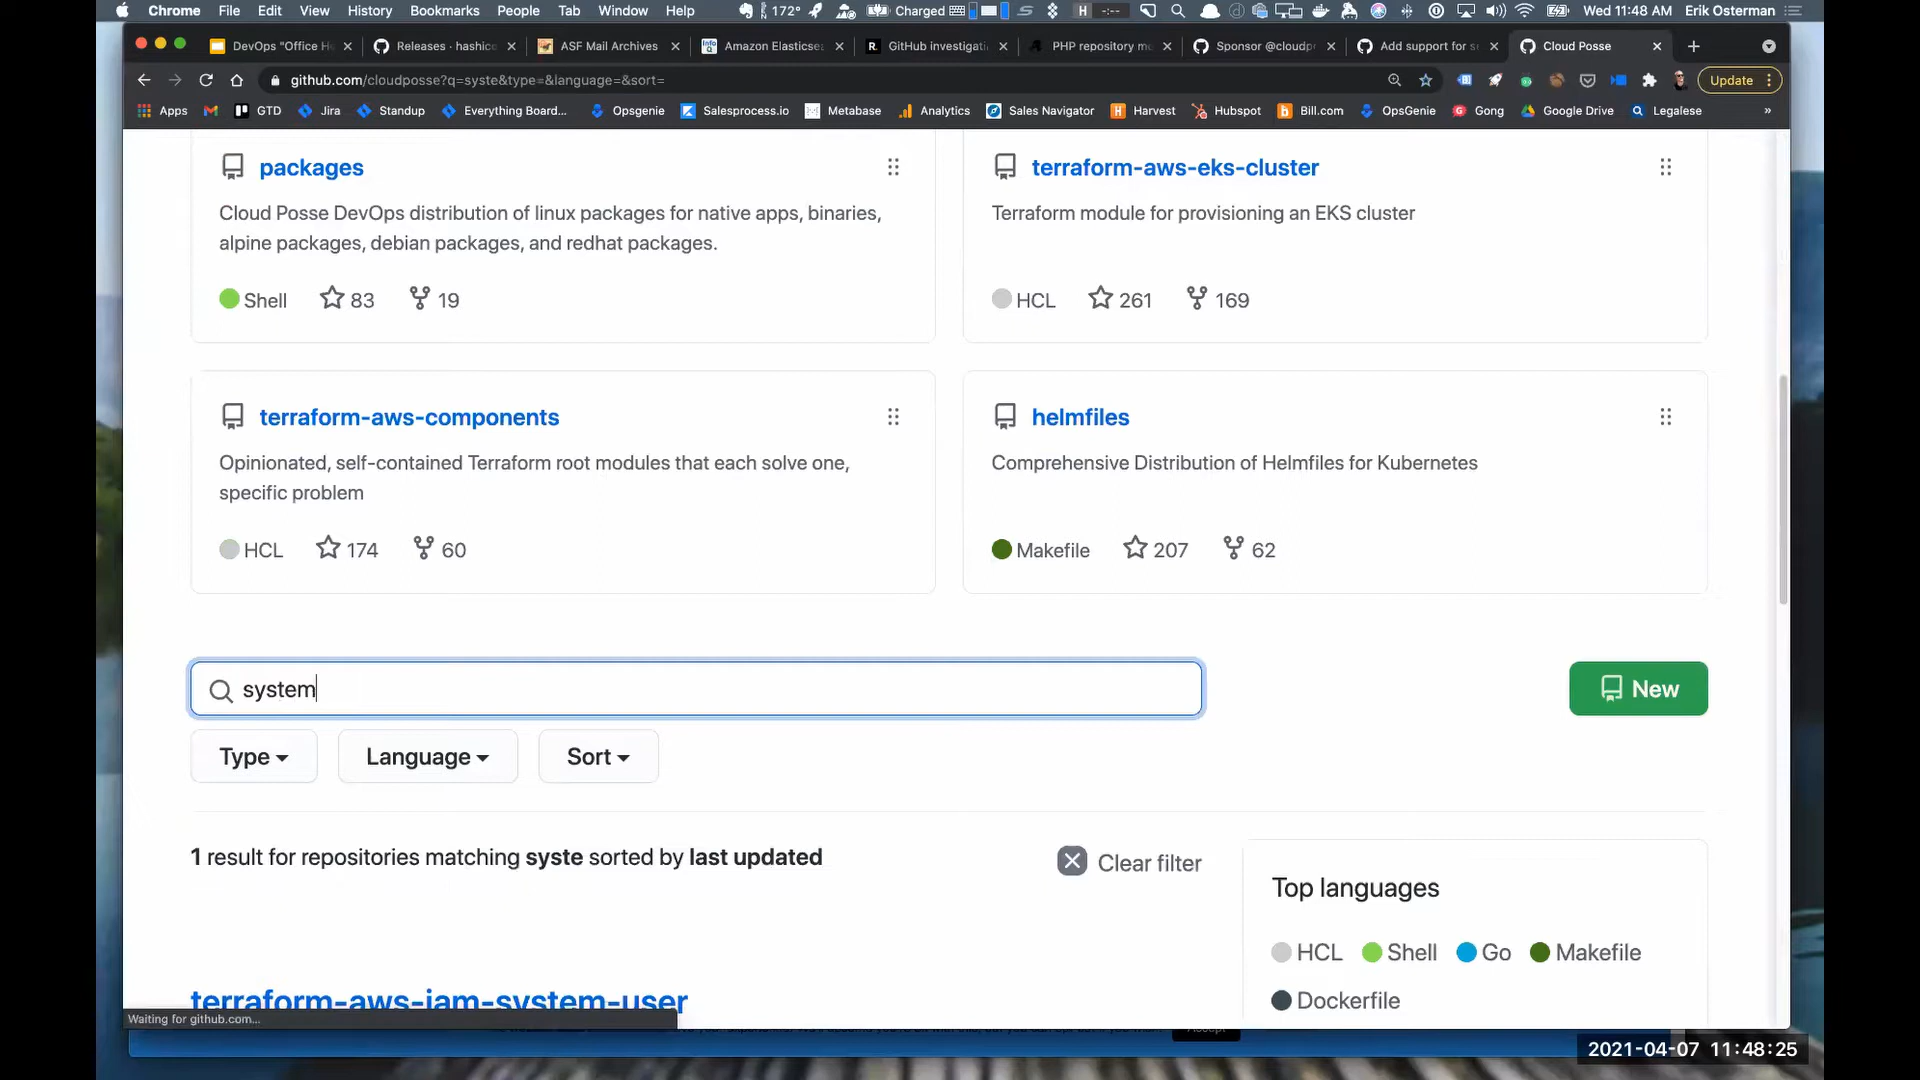 Chrome File Edit View History Bookmarks People Tab Window Help 172° Charged H -:-- Wed 11:48 AM Erik Osterman
DevOps "Office H Releases · hashic ASF Mail Archives Amazon Elasticse GitHub investigat R. PHP repository m Sponsor @cloudp Add support for s Cloud Posse
github.com/cloudposse?q=syste&type=&language=&sort= Update
Apps GTD Jira Standup Everything Board... Opsgenie Salesprocess.io Metabase Analytics Sales Navigator Harvest Hubspot Bill.com OpsGenie Gong Google Drive Legalese »
packages
Cloud Posse DevOps distribution of linux packages for native apps, binaries,
alpine packages, debian packages, and redhat packages.
Shell 83 19
terraform-aws-eks-cluster
Terraform module for provisioning an EKS cluster
HCL 261 169
terraform-aws-components
Opinionated, self-contained Terraform root modules that each solve one,
specific problem
HCL 174 60
helmfiles
Comprehensive Distribution of Helmfiles for Kubernetes
Makefile 207 62
system
New
Type Language Sort
1 result for repositories matching syste sorted by last updated
Clear filter
Top languages
HCL Shell Go Makefile
Dockerfile
terraform-aws-iam-system-user
Waiting for github.com...
2021-04-07 11:48:25